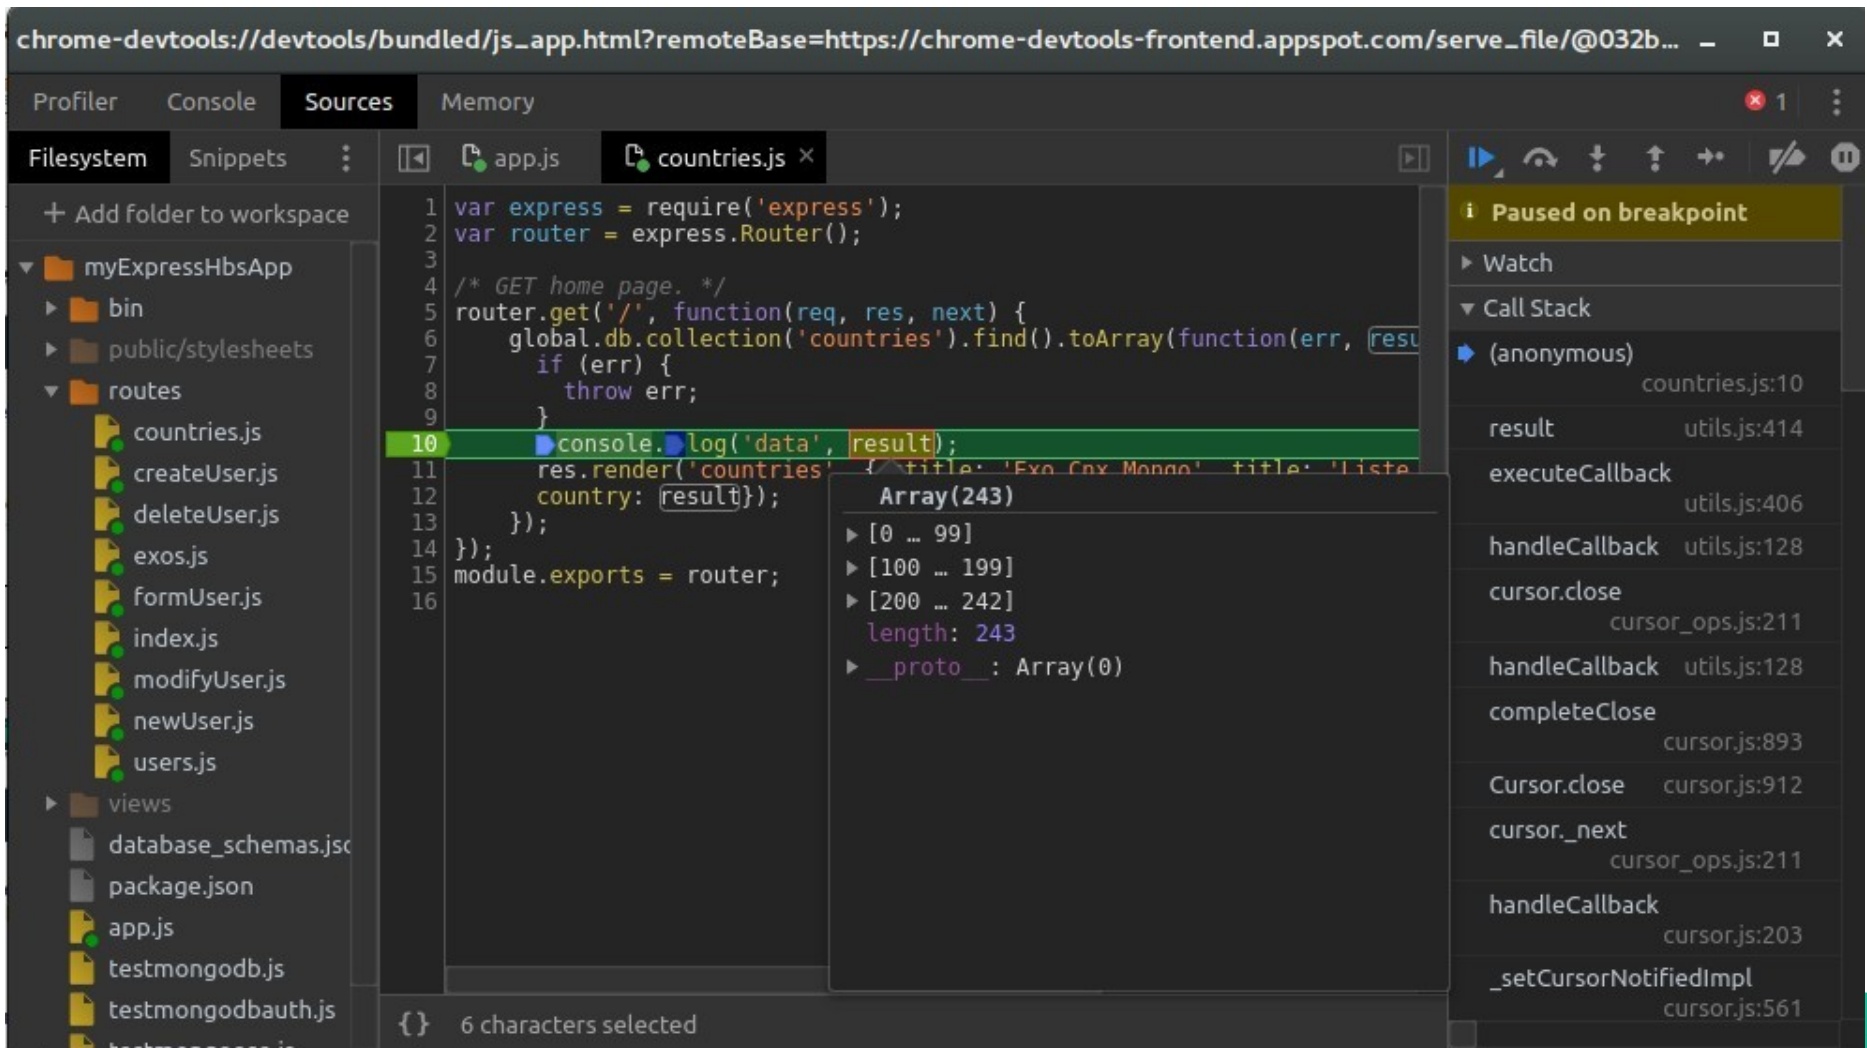 chrome-devtools://devtools/bundled/js_app.html?remoteBase=https://chrome-devtools-frontend.appspot.com/serve_file/@032b...
Profiler Console Sources Memory 1
Filesystem Snippets
+ Add folder to workspace
myExpressHbsApp
bin
public/stylesheets
routes
countries.js
createUser.js
deleteUser.js
exos.js
formUser.js
index.js
modifyUser.js
newUser.js
users.js
views
database_schemas.jsc
package.json
app.js
testmongodb.js
testmongodbauth.js
app.js countries.js ×
1 var express = require('express');
2 var router = express.Router();
3
4 /* GET home page. */
5 router.get('/', function(req, res, next) {
6 global.db.collection('countries').find().toArray(function(err, resu
7 if (err) {
8 throw err;
9 }
10 console.log('data', result);
11 res.render('countries', { title: 'Exo Cnx Mongo', title: 'Liste
12 country: result});
13 });
14 });
15 module.exports = router;
16
Array(243)
[0 … 99]
[100 … 199]
[200 … 242]
length: 243
__proto__: Array(0)
{} 6 characters selected
Paused on breakpoint
Watch
Call Stack
(anonymous)
countries.js:10
result utils.js:414
executeCallback
utils.js:406
handleCallback utils.js:128
cursor.close
cursor_ops.js:211
handleCallback utils.js:128
completeClose
cursor.js:893
Cursor.close cursor.js:912
cursor._next
cursor_ops.js:211
handleCallback
cursor.js:203
_setCursorNotifiedImpl
cursor.js:561